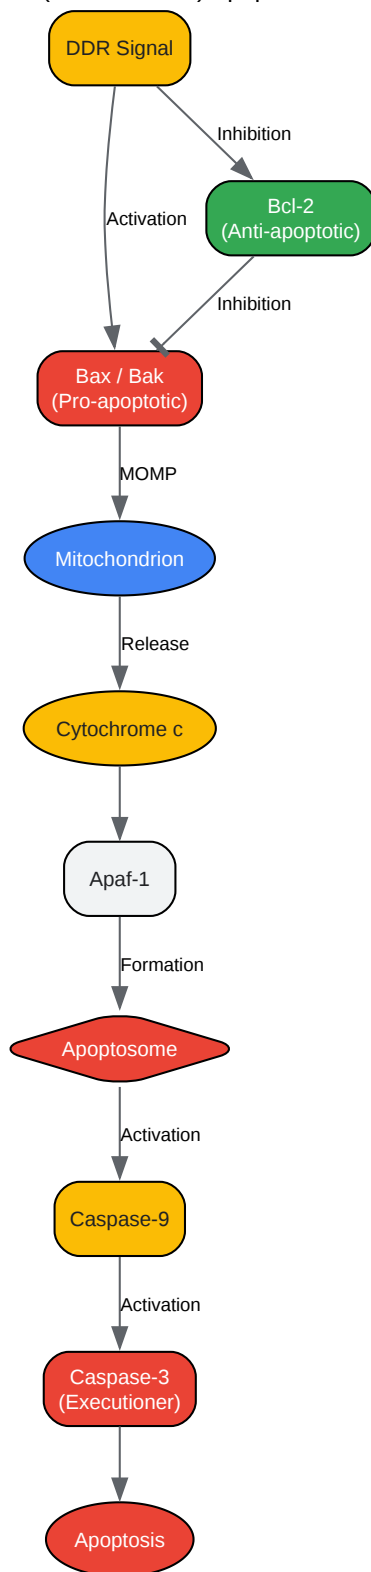 DDR Signal
Inhibition
Bcl-2
(Anti-apoptotic)
Activation
Inhibition
Bax / Bak
(Pro-apoptotic)
MOMP
Mitochondrion
Release
Cytochrome c
Apaf-1
Formation
Apoptosome
Activation
Caspase-9
Activation
Caspase-3
(Executioner)
Apoptosis